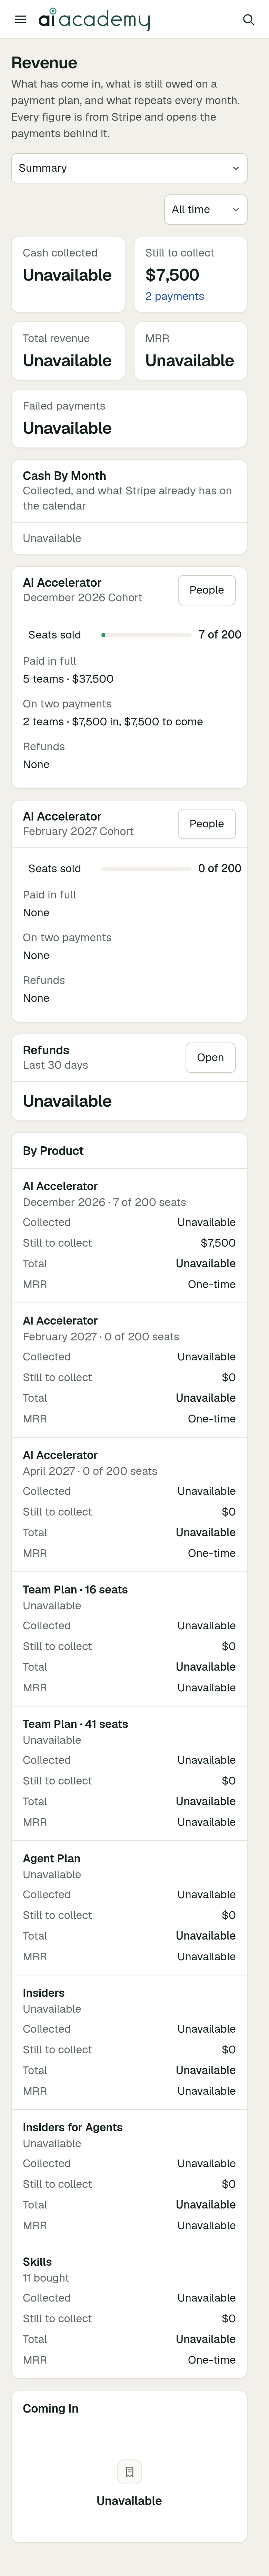 ai academy
Revenue
What has come in, what is still owed on a
payment plan, and what repeats every month.
Every figure is from Stripe and opens the
payments behind it.
Summary
All time
Cash collected
Unavailable
Still to collect
$7,500
2 payments
Total revenue
Unavailable
MRR
Unavailable
Failed payments
Unavailable
Cash By Month
Collected, and what Stripe already has on
the calendar
Unavailable
AI Accelerator
December 2026 Cohort
People
Seats sold 7 of 200
Paid in full
5 teams · $37,500
On two payments
2 teams · $7,500 in, $7,500 to come
Refunds
None
AI Accelerator
February 2027 Cohort
People
Seats sold 0 of 200
Paid in full
None
On two payments
None
Refunds
None
Refunds
Last 30 days
Open
Unavailable
By Product
AI Accelerator
December 2026 · 7 of 200 seats
Collected Unavailable
Still to collect $7,500
Total Unavailable
MRR One-time
AI Accelerator
February 2027 · 0 of 200 seats
Collected Unavailable
Still to collect $0
Total Unavailable
MRR One-time
AI Accelerator
April 2027 · 0 of 200 seats
Collected Unavailable
Still to collect $0
Total Unavailable
MRR One-time
Team Plan · 16 seats
Unavailable
Collected Unavailable
Still to collect $0
Total Unavailable
MRR Unavailable
Team Plan · 41 seats
Unavailable
Collected Unavailable
Still to collect $0
Total Unavailable
MRR Unavailable
Agent Plan
Unavailable
Collected Unavailable
Still to collect $0
Total Unavailable
MRR Unavailable
Insiders
Unavailable
Collected Unavailable
Still to collect $0
Total Unavailable
MRR Unavailable
Insiders for Agents
Unavailable
Collected Unavailable
Still to collect $0
Total Unavailable
MRR Unavailable
Skills
11 bought
Collected Unavailable
Still to collect $0
Total Unavailable
MRR One-time
Coming In
Unavailable